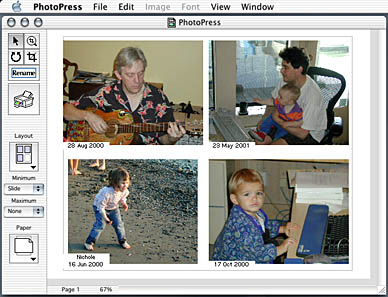 PhotoPress File Edit Image Font View Window
PhotoPress
Rename
Layout
Minimum
Slide
Maximum
None
Paper
28 Aug 2000
23 May 2001
Nichole
16 Jun 2000
17 Oct 2000
Page 1 67%